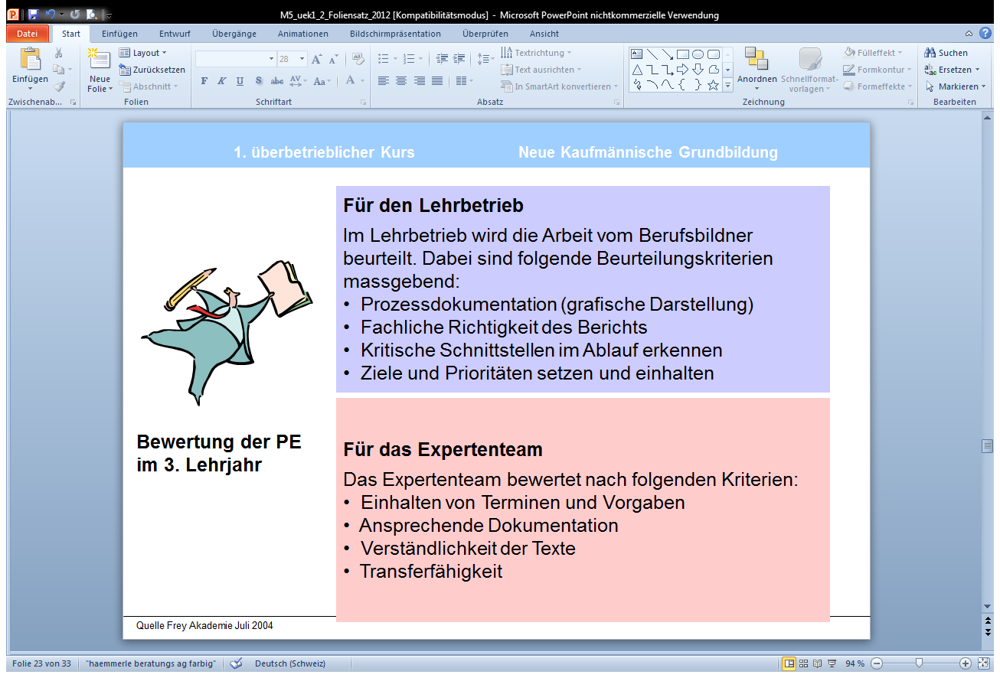 M5_uek1_2_Foliensatz_2012 [Kompatibilitätsmodus] - Microsoft PowerPoint nichtkommerzielle Verwendung
Datei Start Einfügen Entwurf Übergänge Animationen Bildschirmpräsentation Überprüfen Ansicht
Einfügen
Neue Folie
Layout
Zurücksetzen
Abschnitt
28
F K U S abc AV Aa A
Textrichtung
Text ausrichten
In SmartArt konvertieren
Anordnen
Schnellformat-
vorlagen
Fülleffekt
Formkontur
Formeffekte
Suchen
Ersetzen
Markieren
Zwischenab... Folien Schriftart Absatz Zeichnung Bearbeiten
1. überbetrieblicher Kurs Neue Kaufmännische Grundbildung
Für den Lehrbetrieb
Im Lehrbetrieb wird die Arbeit vom Berufsbildner
beurteilt. Dabei sind folgende Beurteilungskriterien
massgebend:
• Prozessdokumentation (grafische Darstellung)
• Fachliche Richtigkeit des Berichts
• Kritische Schnittstellen im Ablauf erkennen
• Ziele und Prioritäten setzen und einhalten
Bewertung der PE
im 3. Lehrjahr
Für das Expertenteam
Das Expertenteam bewertet nach folgenden Kriterien:
• Einhalten von Terminen und Vorgaben
• Ansprechende Dokumentation
• Verständlichkeit der Texte
• Transferfähigkeit
Quelle Frey Akademie Juli 2004
Folie 23 von 33 "haemmerle beratungs ag farbig" Deutsch (Schweiz) 94 %